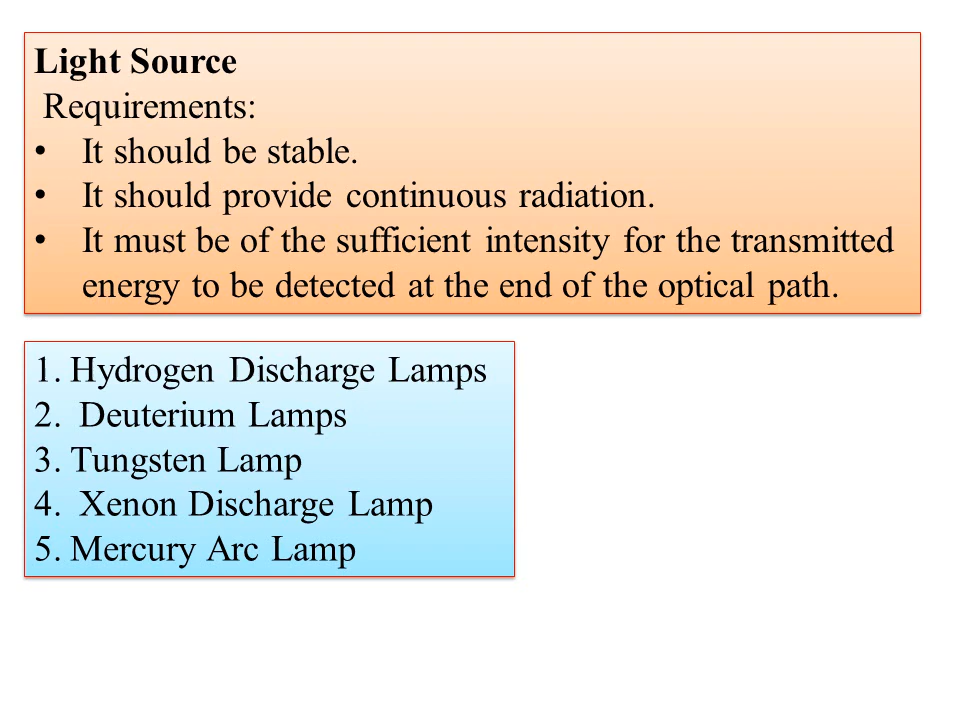 Light Source
Requirements:
• It should be stable.
• It should provide continuous radiation.
• It must be of the sufficient intensity for the transmitted
energy to be detected at the end of the optical path.
1. Hydrogen Discharge Lamps
2. Deuterium Lamps
3. Tungsten Lamp
4. Xenon Discharge Lamp
5. Mercury Arc Lamp